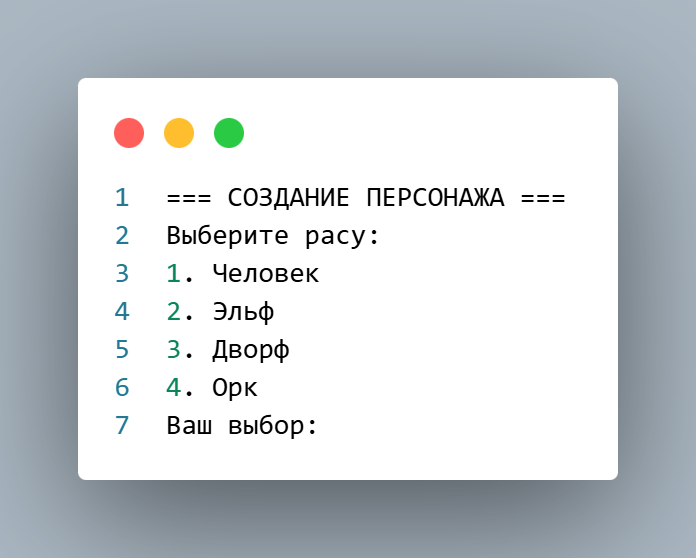 1 === СОЗДАНИЕ ПЕРСОНАЖА ===
2 Выберите расу:
3 1. Человек
4 2. Эльф
5 3. Дворф
6 4. Орк
7 Ваш выбор: